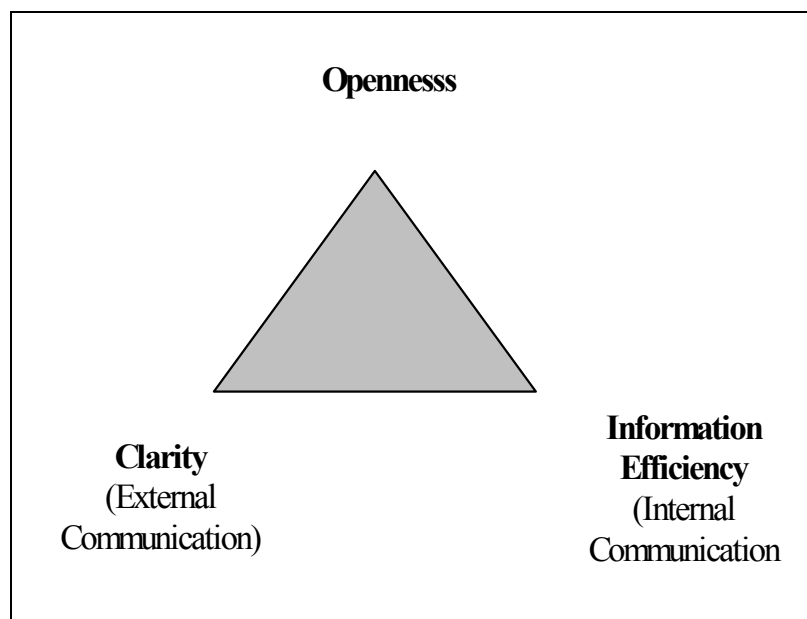 Opennesss
Clarity
(External
Communication)
Information
Efficiency
(Internal
Communication